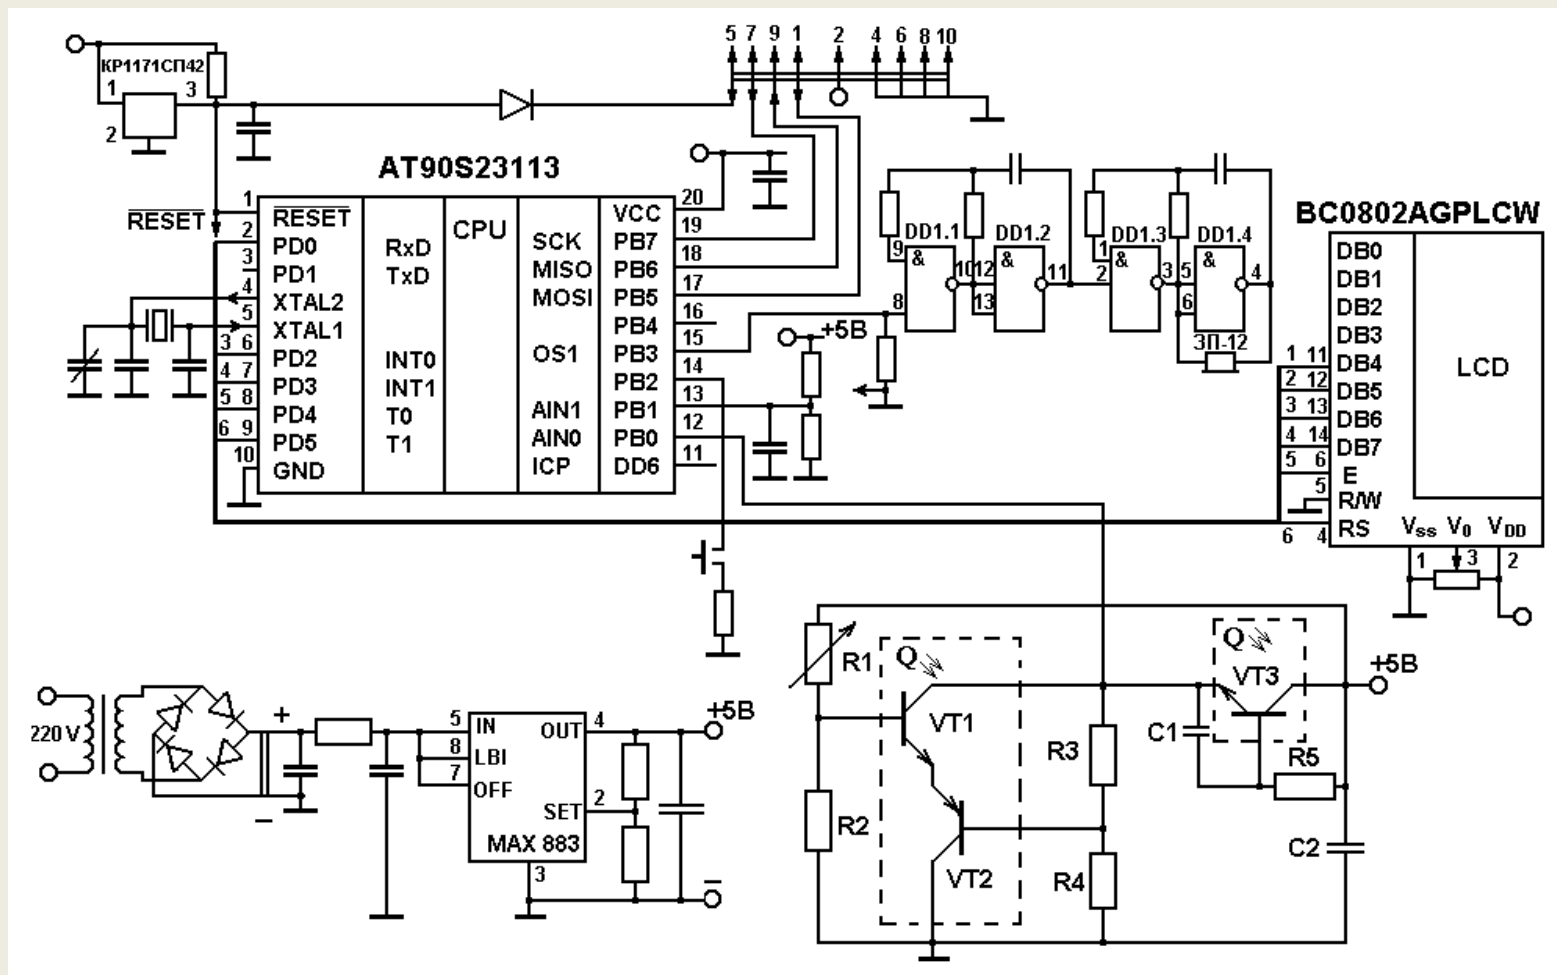 5 7 9 1 2 4 6 8 10
КР1171СП42
1 3
2
AT90S23113
RESET
1 RESET
2 PD0
3 PD1
4 XTAL2
5 XTAL1
3 6 PD2
4 7 PD3
5 8 PD4
6 9 PD5
10 GND
RxD
TxD
INT0
INT1
T0
T1
CPU
SCK
MISO
MOSI
OS1
AIN1
AIN0
ICP
VCC 20
PB7 19
PB6 18
PB5 17
PB4 16
PB3 15
PB2 14
PB1 13
PB0 12
DD6 11
+5В
DD1.1 DD1.2 DD1.3 DD1.4
& & & &
9 10 12 11 1 3 5 4
8 13 2 6
ЗП-12
BC0802AGPLCW
DB0
DB1
DB2
DB3
1 11 DB4
2 12 DB5
3 13 DB6
4 14 DB7
5 6 E
5 R/W
6 4 RS
LCD
Vss V0 VDD
1 3 2
220 V
+
−
5 IN
8 LBI
7 OFF
OUT 4
SET 2
MAX 883
3
+5В
−
R1
R2
Q
VT1
VT2
R3
R4
Q
VT3
C1
R5
C2
+5В